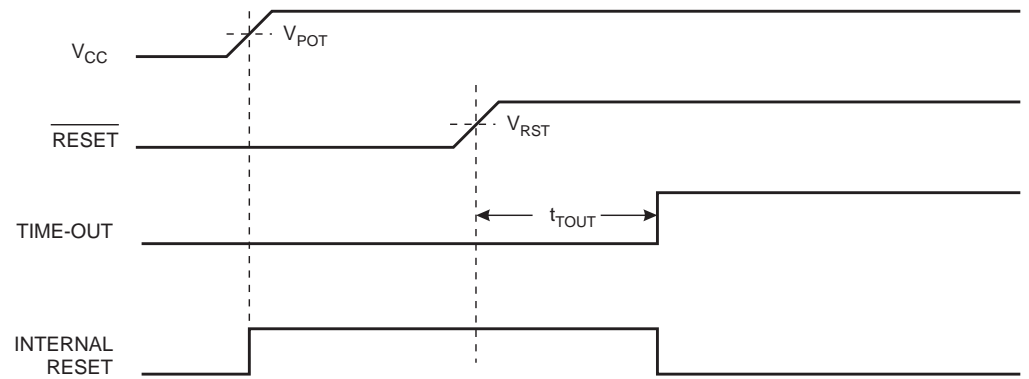 V_CC
V_POT
RESET
V_RST
TIME-OUT
t_TOUT
INTERNAL
RESET